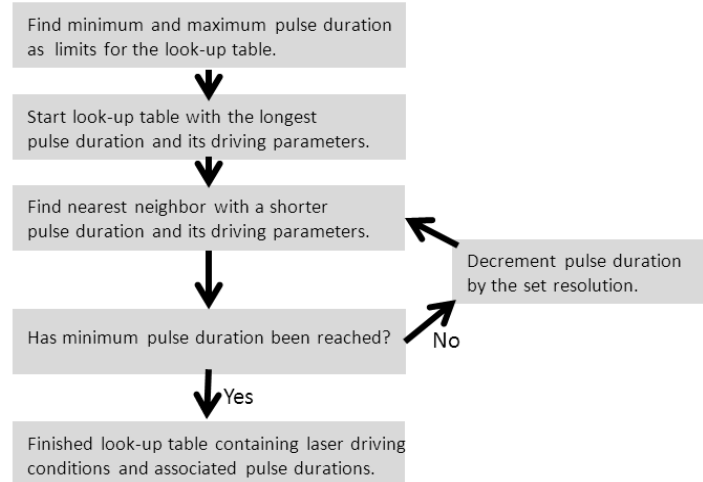 Find minimum and maximum pulse duration
as limits for the look-up table.
Start look-up table with the longest
pulse duration and its driving parameters.
Find nearest neighbor with a shorter
pulse duration and its driving parameters.
Decrement pulse duration
by the set resolution.
Has minimum pulse duration been reached?
No
Yes
Finished look-up table containing laser driving
conditions and associated pulse durations.